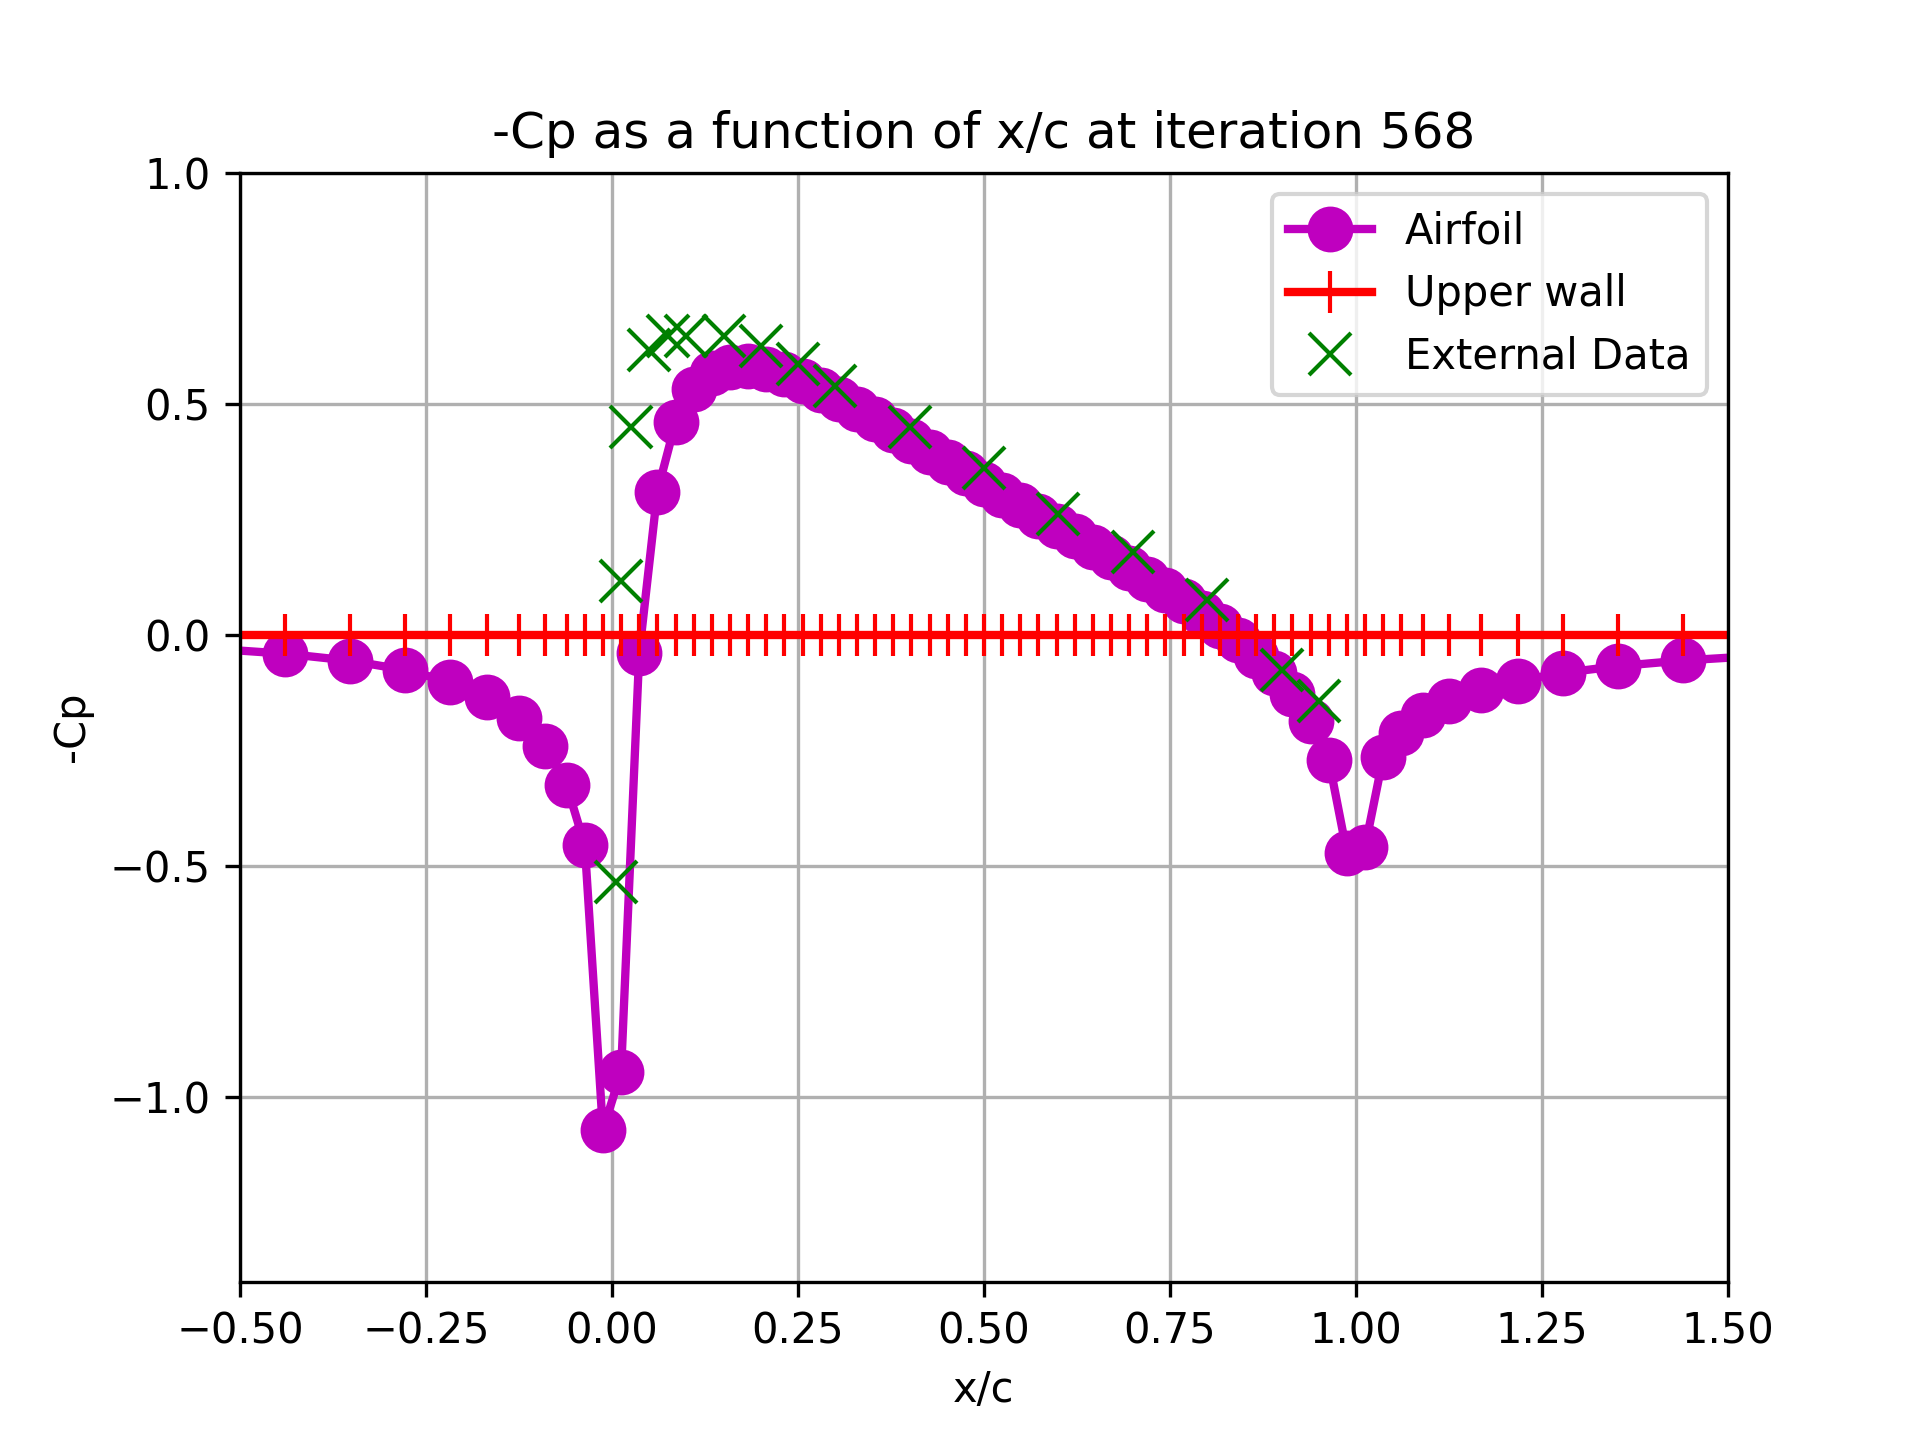 -Cp as a function of x/c at iteration 568
Airfoil
Upper wall
External Data
1.0
0.5
0.0
−0.5
−1.0
-Cp
−0.50 −0.25 0.00 0.25 0.50 0.75 1.00 1.25 1.50
x/c